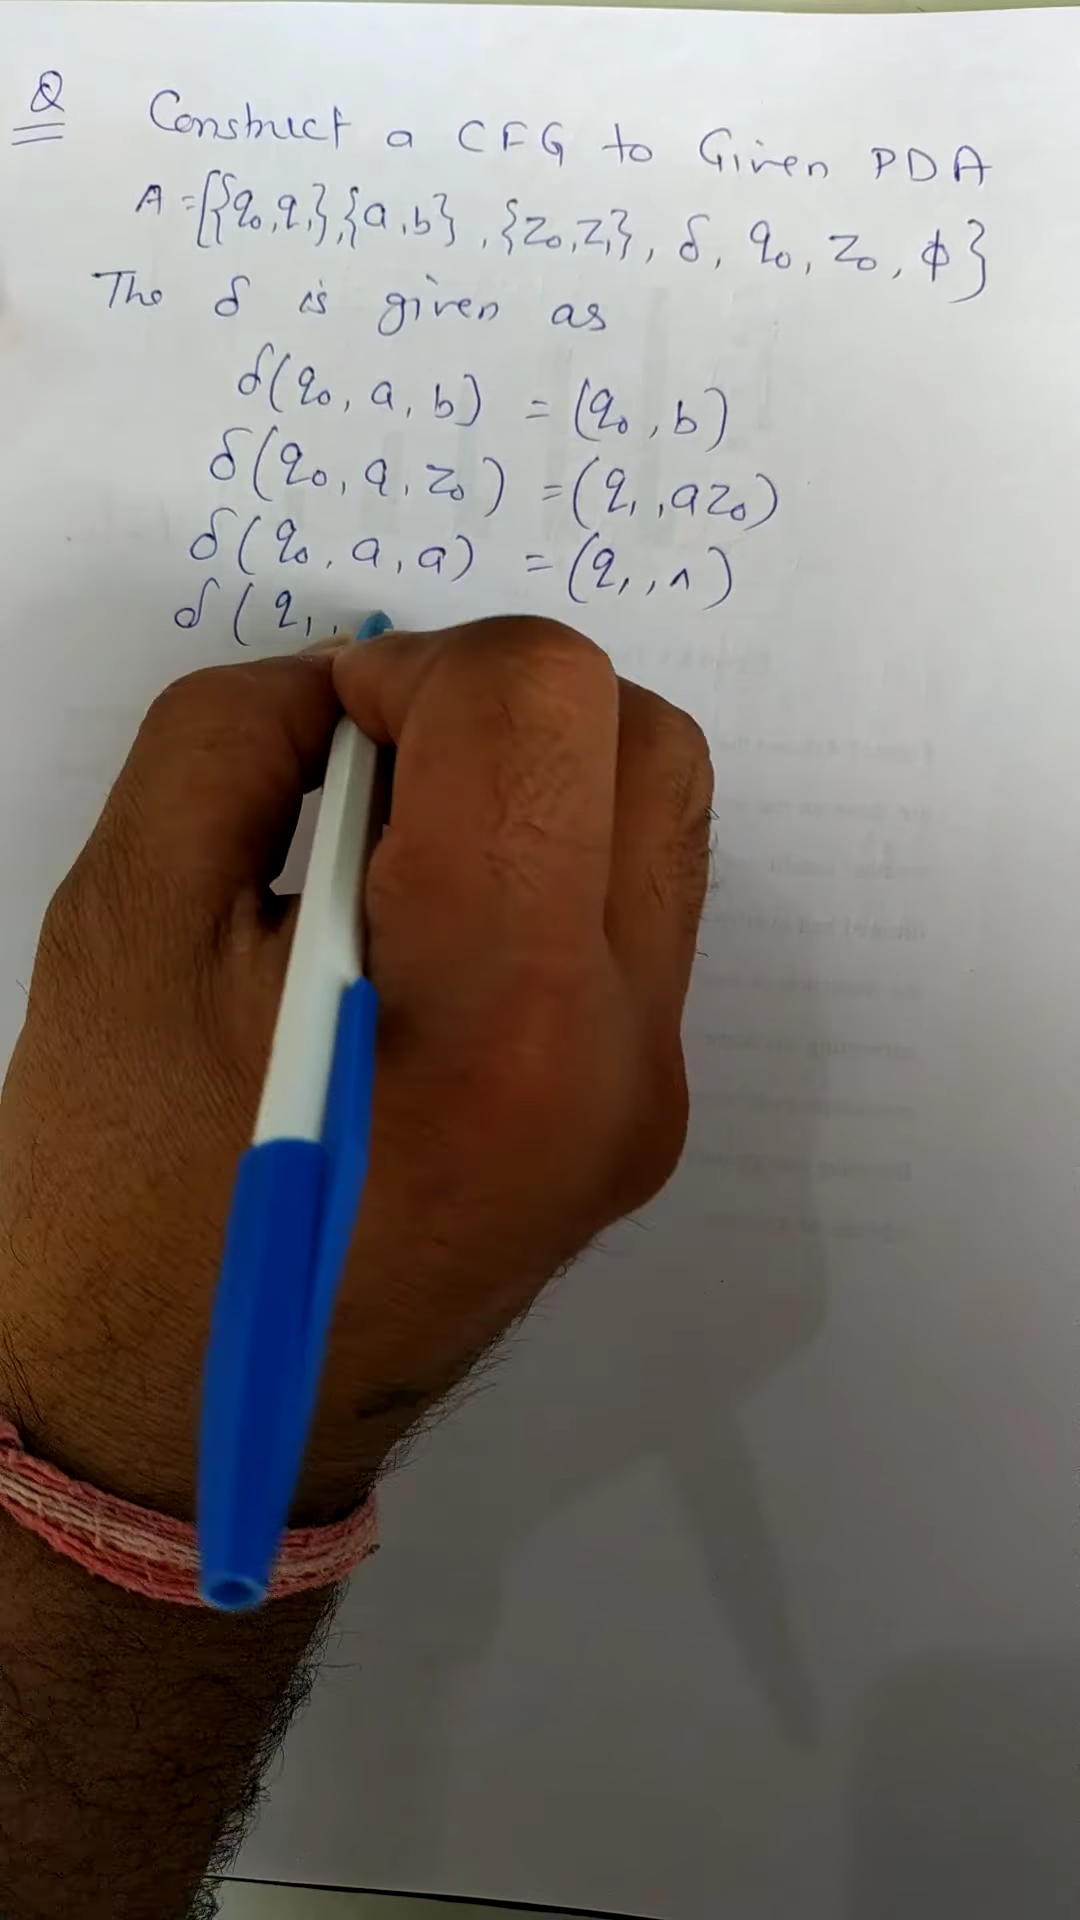 Q Construct a CFG to Given PDA
A = {{q₀,q₁},{a,b},{z₀,z₁}, δ, q₀, z₀, φ}
The δ is given as
δ(q₀, a, b) = (q₀, b)
δ(q₀, a, z₀) = (q₁, az₀)
δ(q₀, a, a) = (q₁, ʌ)
δ(q₁,